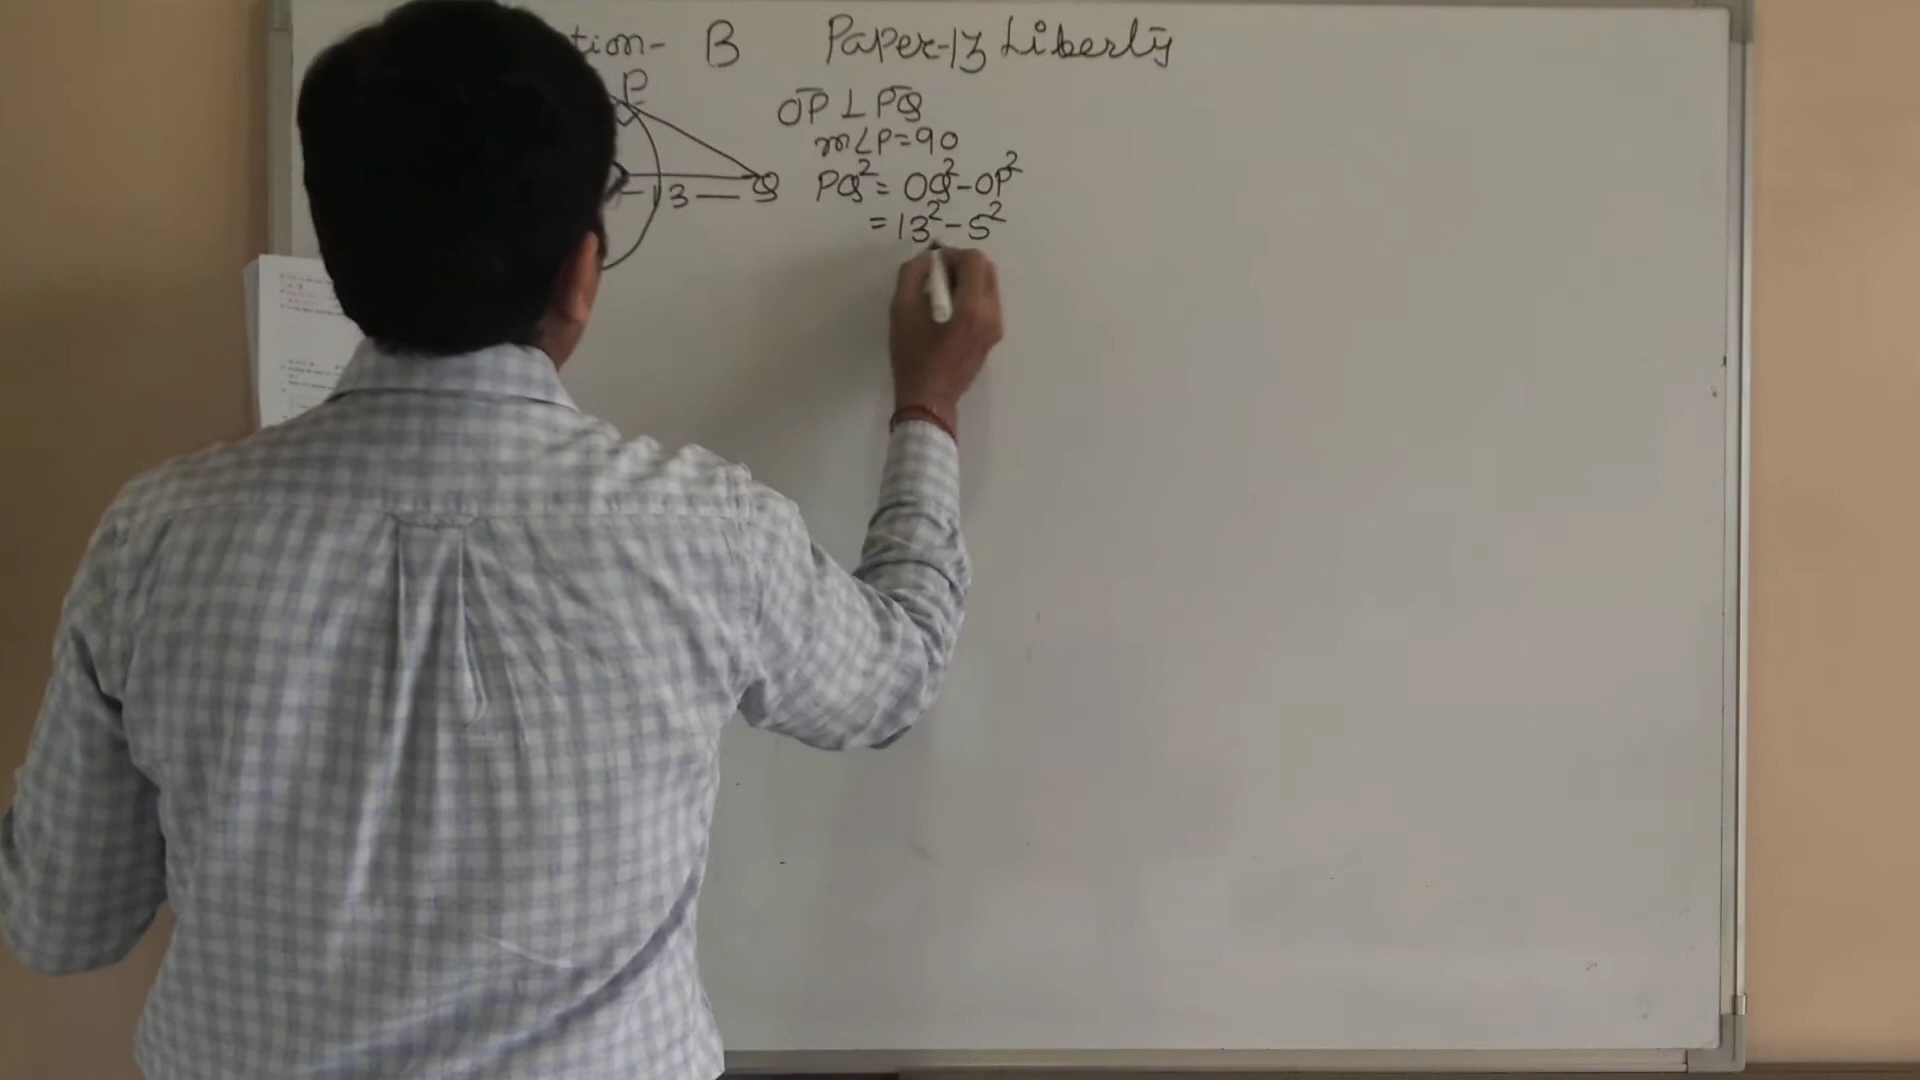 tion- B Paper-13 Liberty
P
OP ⊥ PQ
m∠P=90
PQ² = OQ² - OP²
13 Q
= 13² - 5²